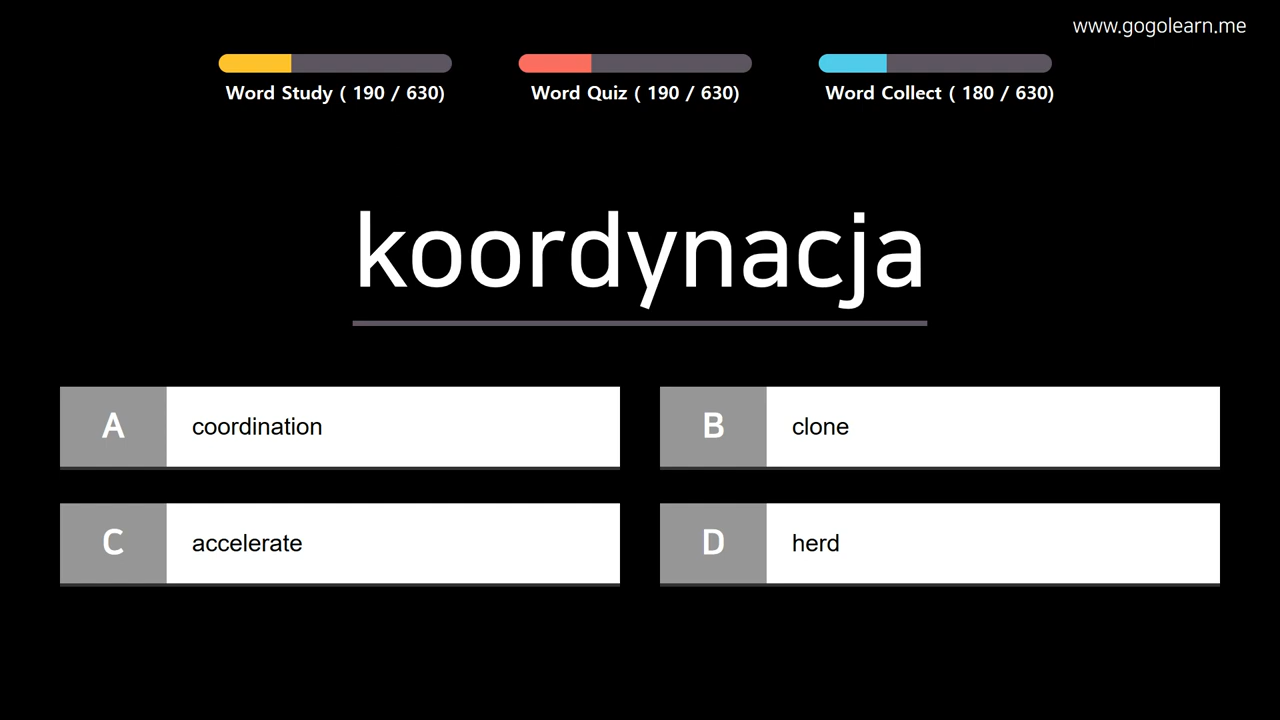 www.gogolearn.me
Word Study ( 190 / 630)
Word Quiz ( 190 / 630)
Word Collect ( 180 / 630)
koordynacja
A coordination
B clone
C accelerate
D herd